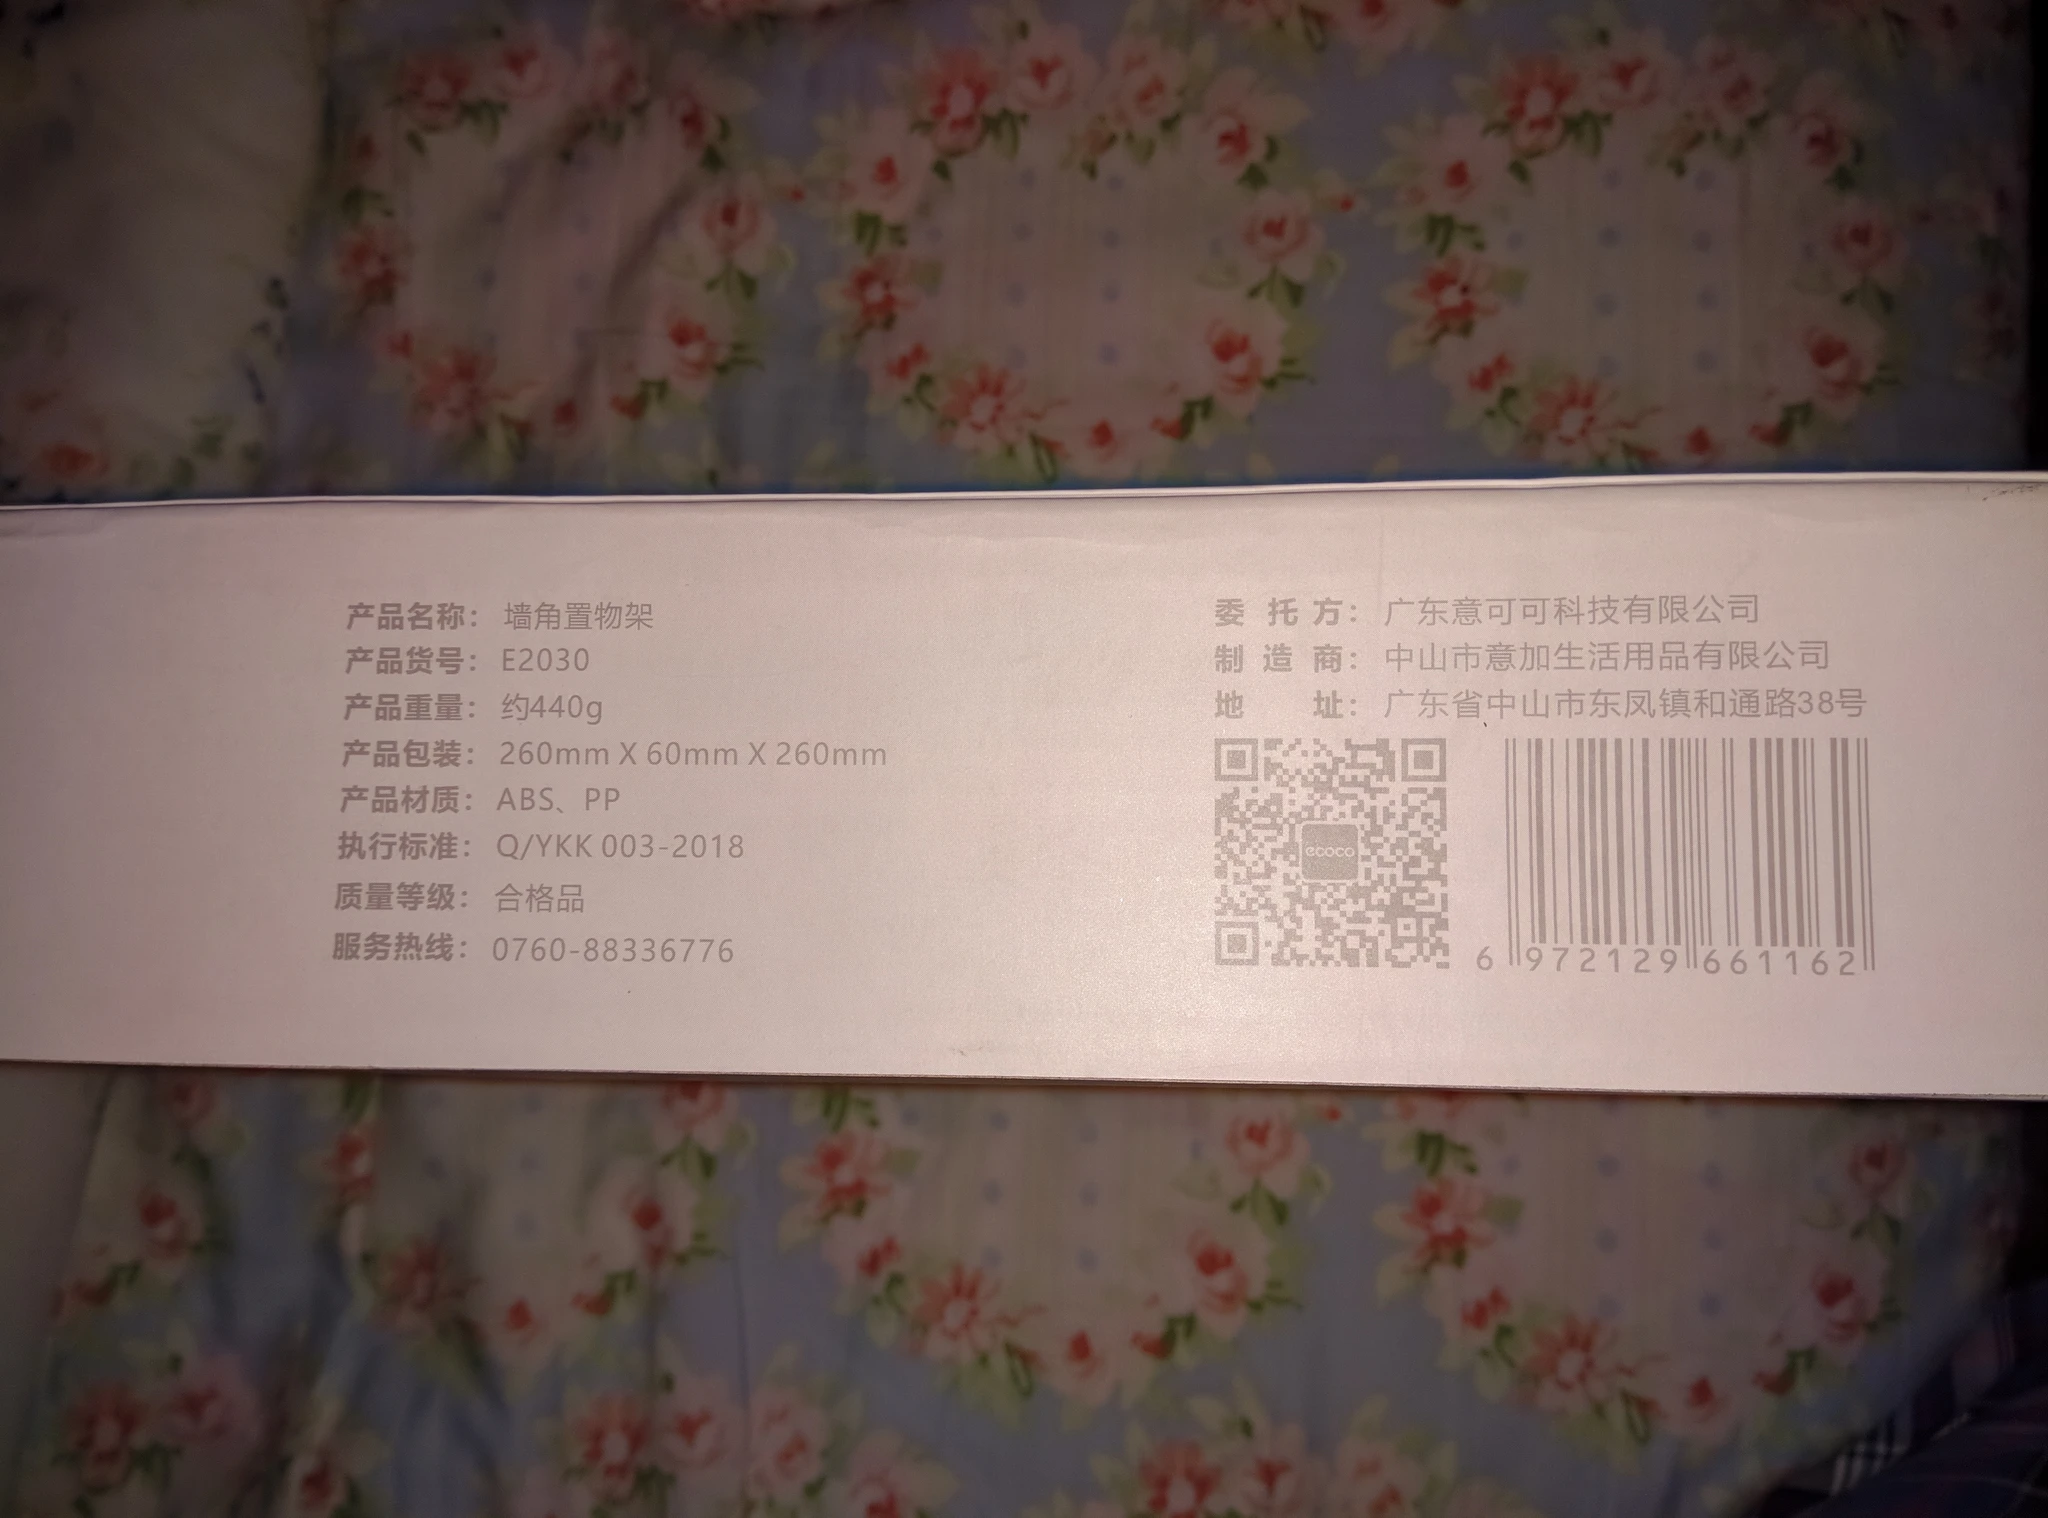 产品名称：墙角置物架
产品货号：E2030
产品重量：约440g
产品包装：260mm X 60mm X 260mm
产品材质：ABS、PP
执行标准：Q/YKK 003-2018
质量等级：合格品
服务热线：0760-88336776
委托方：广东意可可科技有限公司
制造商：中山市意加生活用品有限公司
地址：广东省中山市东凤镇和通路38号
ecoco
6 972129 661162